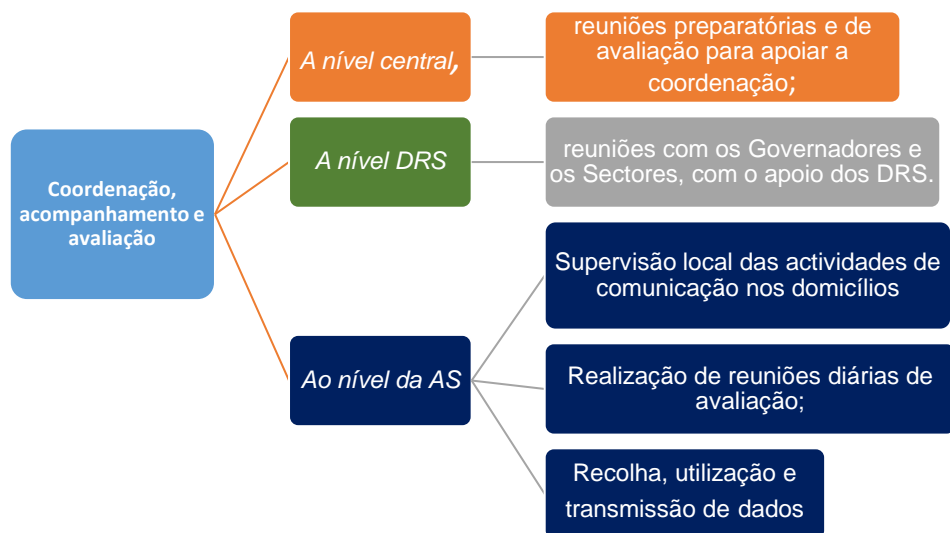 Coordenação,
acompanhamento e
avaliação
A nível central,
reuniões preparatórias e de
avaliação para apoiar a
coordenação;
A nível DRS
reuniões com os Governadores e
os Sectores, com o apoio dos DRS.
Ao nível da AS
Supervisão local das actividades de
comunicação nos domicílios
Realização de reuniões diárias de
avaliação;
Recolha, utilização e
transmissão de dados